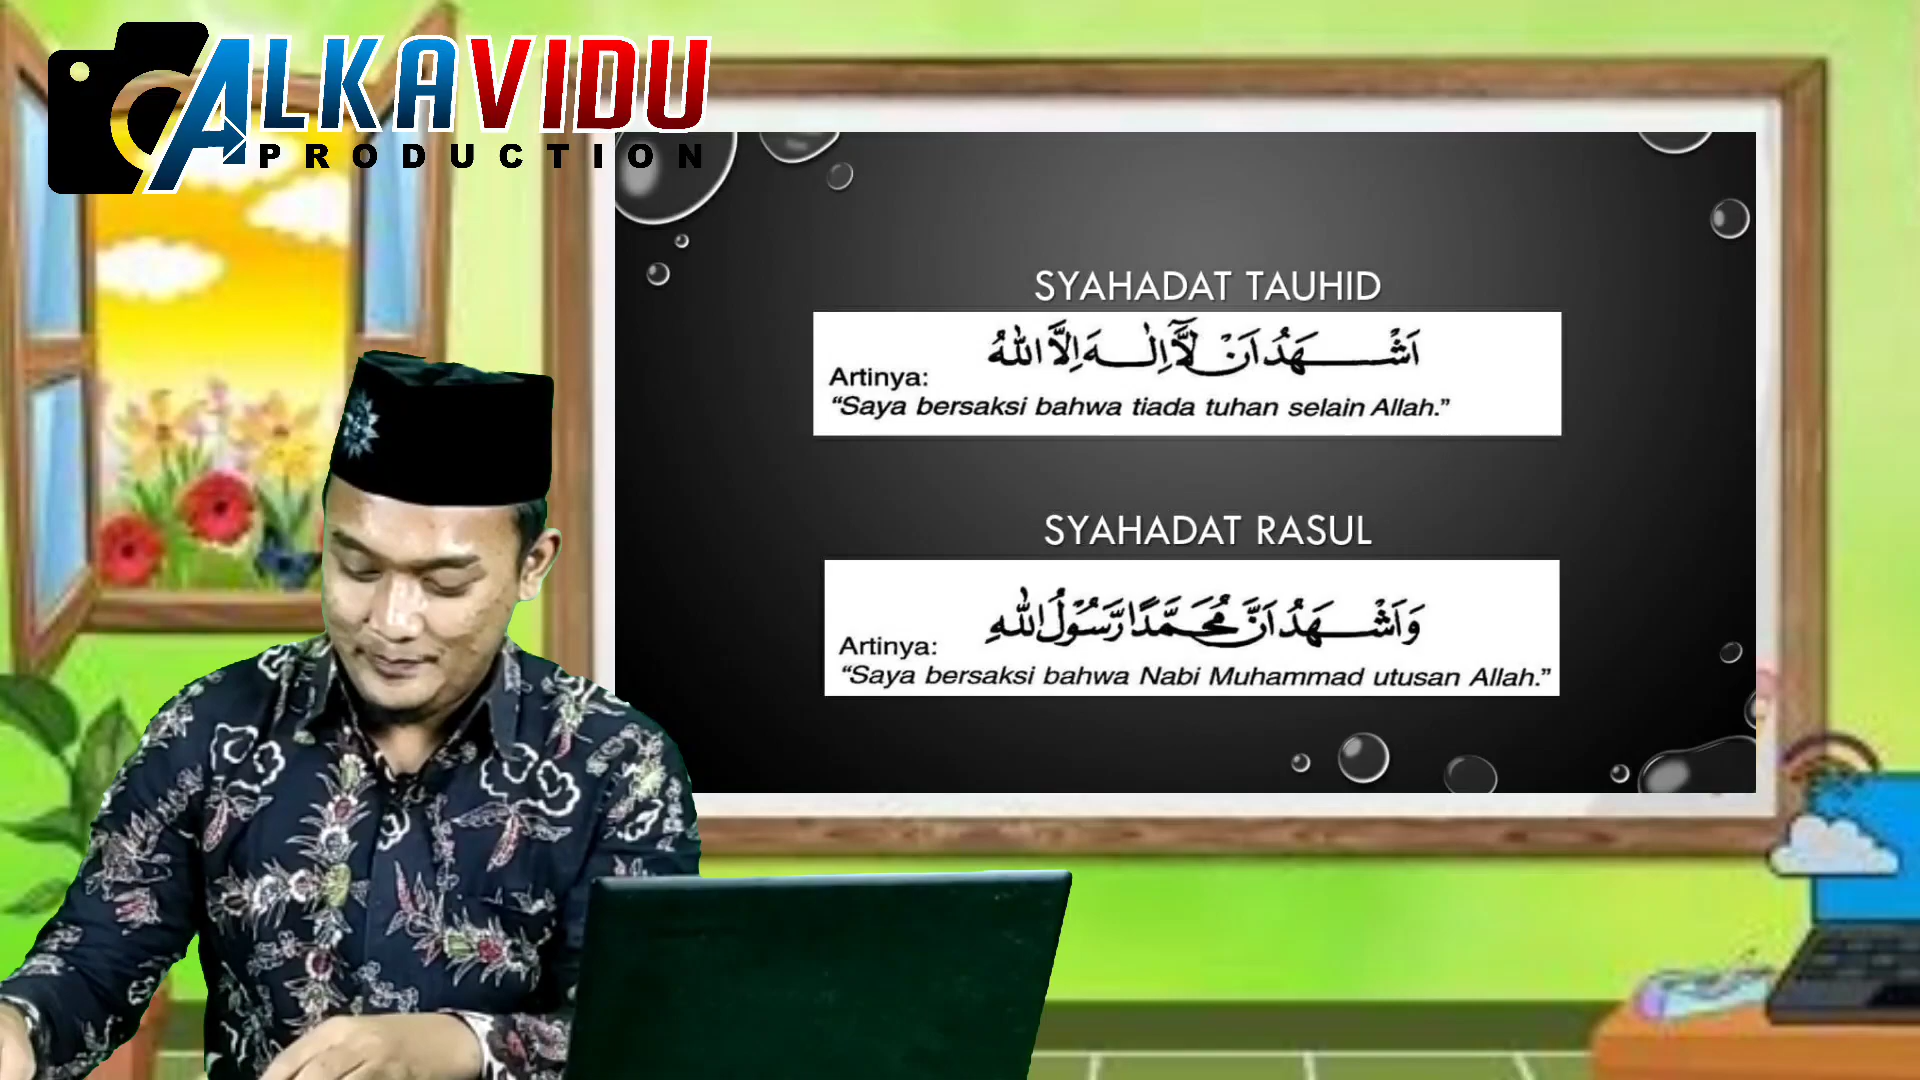 ALKAVIDU
PRODUCTION
SYAHADAT TAUHID
اَشْهَدُ اَنْ لَّآ اِلٰهَ اِلَّا اللّٰهُ
Artinya:
“Saya bersaksi bahwa tiada tuhan selain Allah.”
SYAHADAT RASUL
وَاَشْهَدُ اَنَّ مُحَمَّدًا رَّسُوْلُ اللّٰهِ
Artinya:
“Saya bersaksi bahwa Nabi Muhammad utusan Allah.”